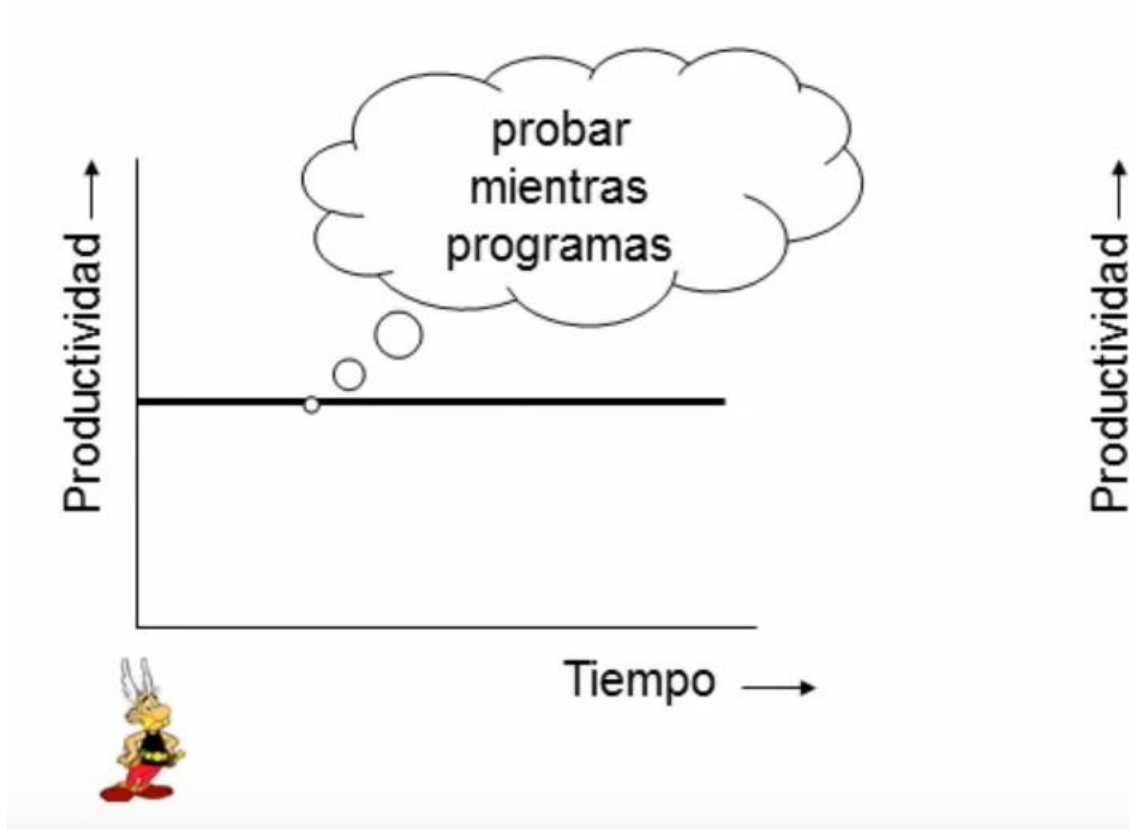 probar
mientras
programas
Productividad
Tiempo
Productividad